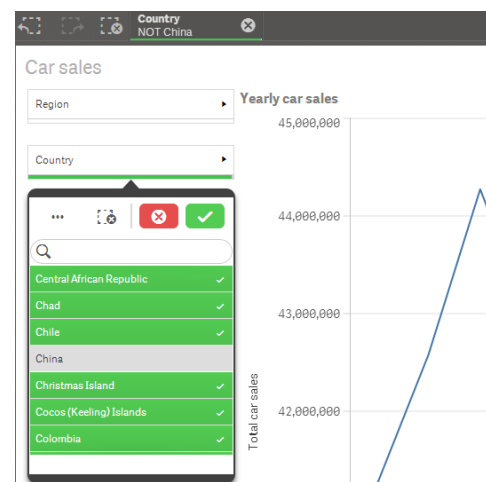 Country
NOT China
Car sales
Region
Country
Central African Republic
Chad
Chile
China
Christmas Island
Cocos (Keeling) Islands
Colombia
Yearly car sales
45,000,000
44,000,000
43,000,000
42,000,000
Total car sales